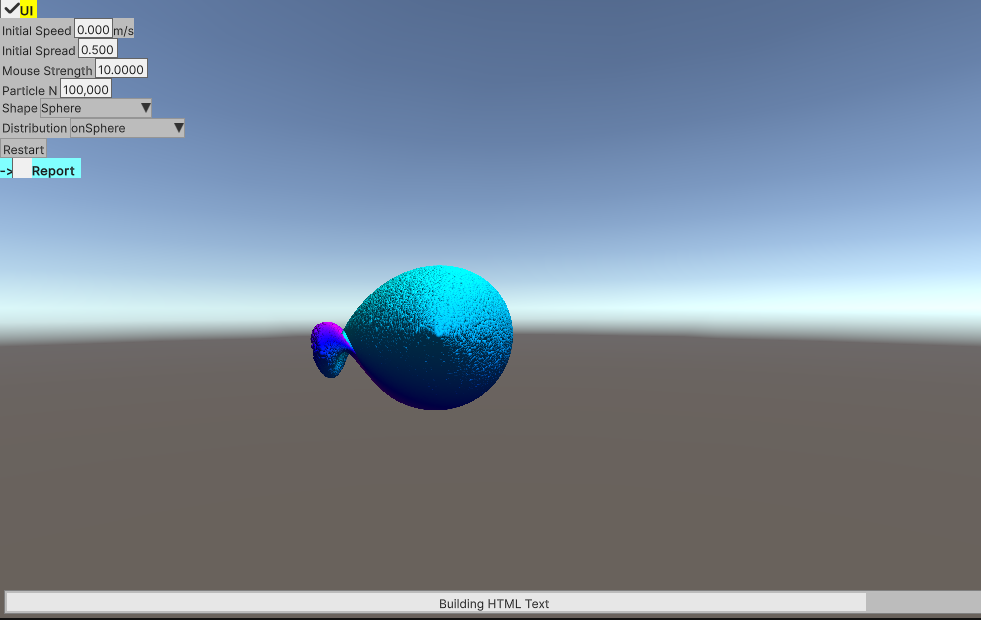 UI
Initial Speed 0.000 m/s
Initial Spread 0.500
Mouse Strength 10.0000
Particle N 100,000
Shape Sphere
Distribution onSphere
Restart
-> Report
Building HTML Text